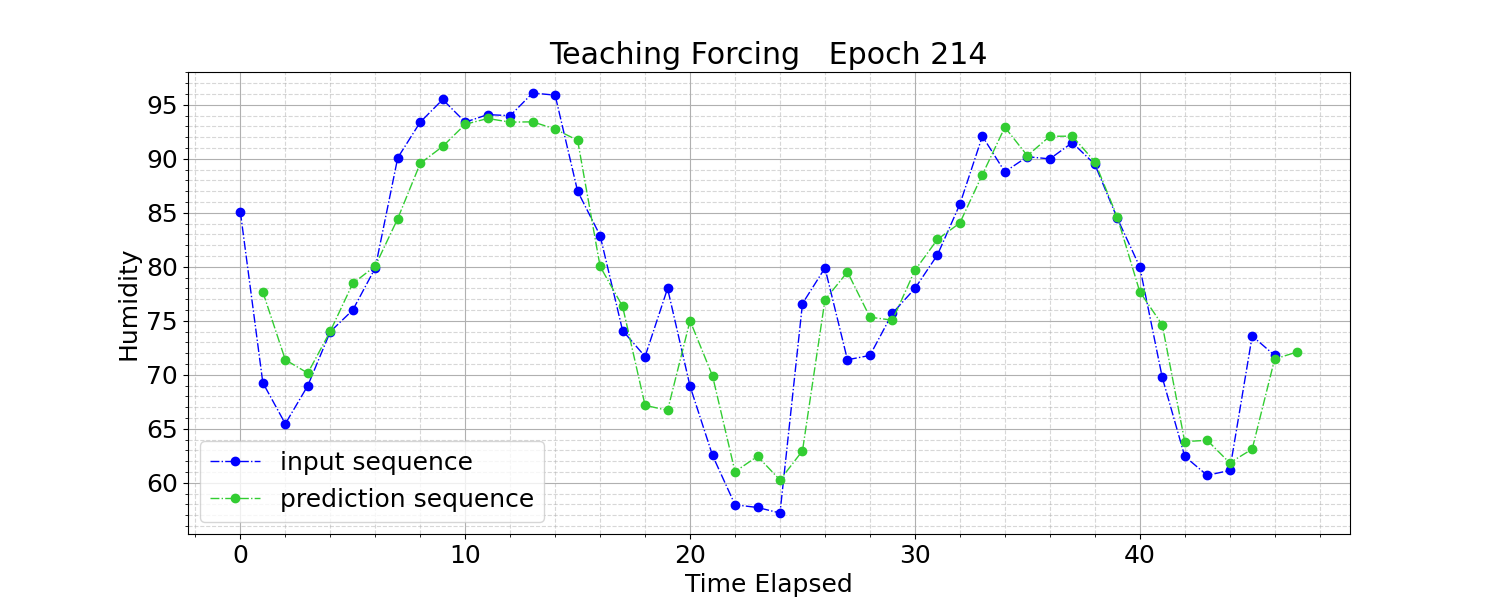 Teaching Forcing   Epoch 214
Humidity
95
90
85
80
75
70
65
60
input sequence
prediction sequence
0 10 20 30 40
Time Elapsed